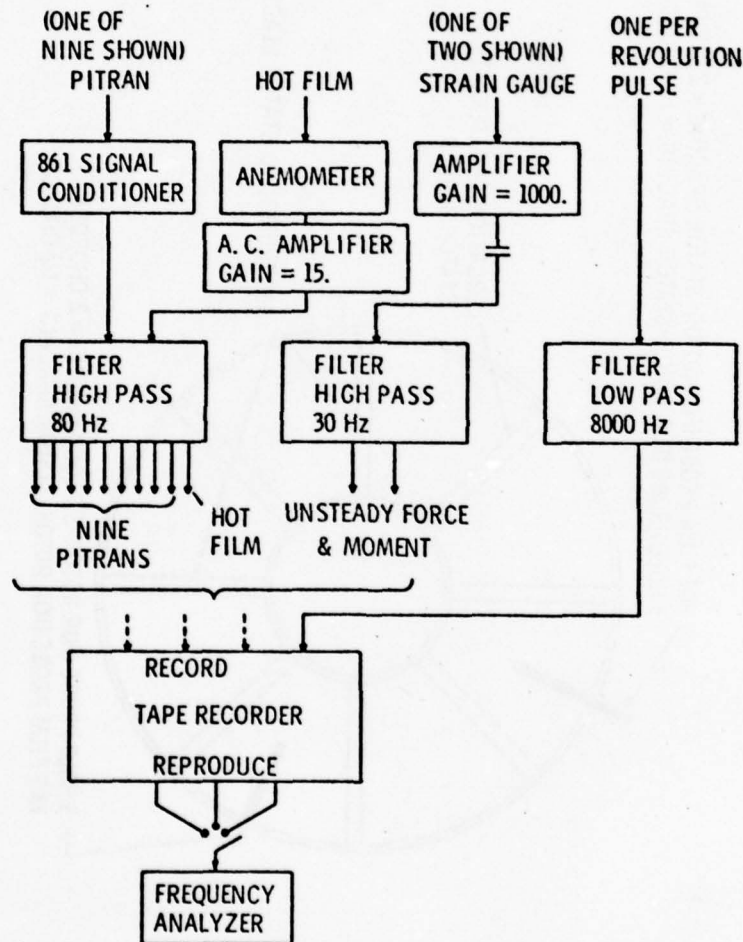 (ONE OF
NINE SHOWN)
PITRAN
HOT FILM
(ONE OF
TWO SHOWN)
STRAIN GAUGE
ONE PER
REVOLUTION
PULSE
861 SIGNAL
CONDITIONER
ANEMOMETER
AMPLIFIER
GAIN = 1000.
A. C. AMPLIFIER
GAIN = 15.
FILTER
HIGH PASS
80 Hz
FILTER
HIGH PASS
30 Hz
FILTER
LOW PASS
8000 Hz
NINE
PITRANS
HOT
FILM
UNSTEADY FORCE
& MOMENT
RECORD
TAPE RECORDER
REPRODUCE
FREQUENCY
ANALYZER